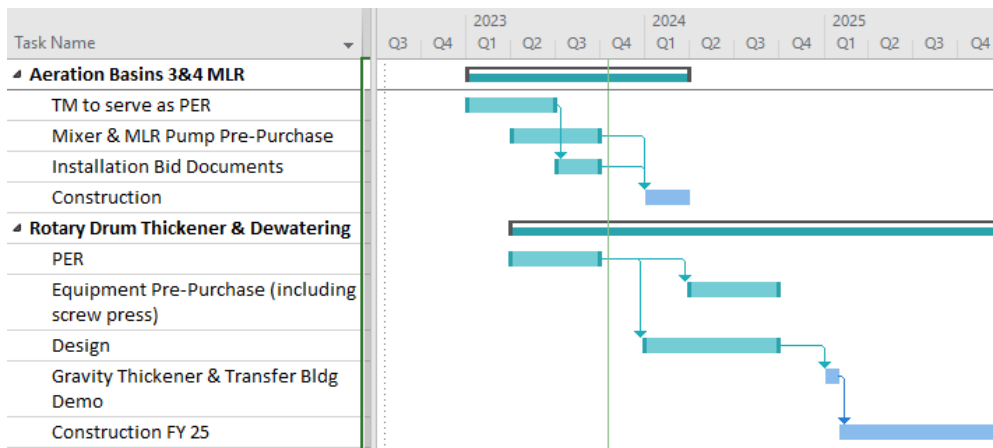 2023 2024 2025
Task Name Q3 Q4 Q1 Q2 Q3 Q4 Q1 Q2 Q3 Q4 Q1 Q2 Q3 Q4
Aeration Basins 3&4 MLR
TM to serve as PER
Mixer & MLR Pump Pre-Purchase
Installation Bid Documents
Construction
Rotary Drum Thickener & Dewatering
PER
Equipment Pre-Purchase (including
screw press)
Design
Gravity Thickener & Transfer Bldg
Demo
Construction FY 25